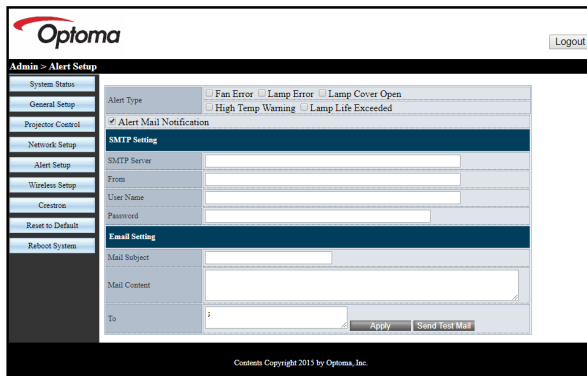 Optoma
Logout
Admin > Alert Setup
System Status
General Setup
Projector Control
Network Setup
Alert Setup
Wireless Setup
Crestron
Reset to Default
Reboot System
Alert Type
Fan Error Lamp Error Lamp Cover Open
High Temp Warning Lamp Life Exceeded
Alert Mail Notification
SMTP Setting
SMTP Server
From
User Name
Password
Email Setting
Mail Subject
Mail Content
To
;
Apply Send Test Mail
Contents Copyright 2015 by Optoma, Inc.